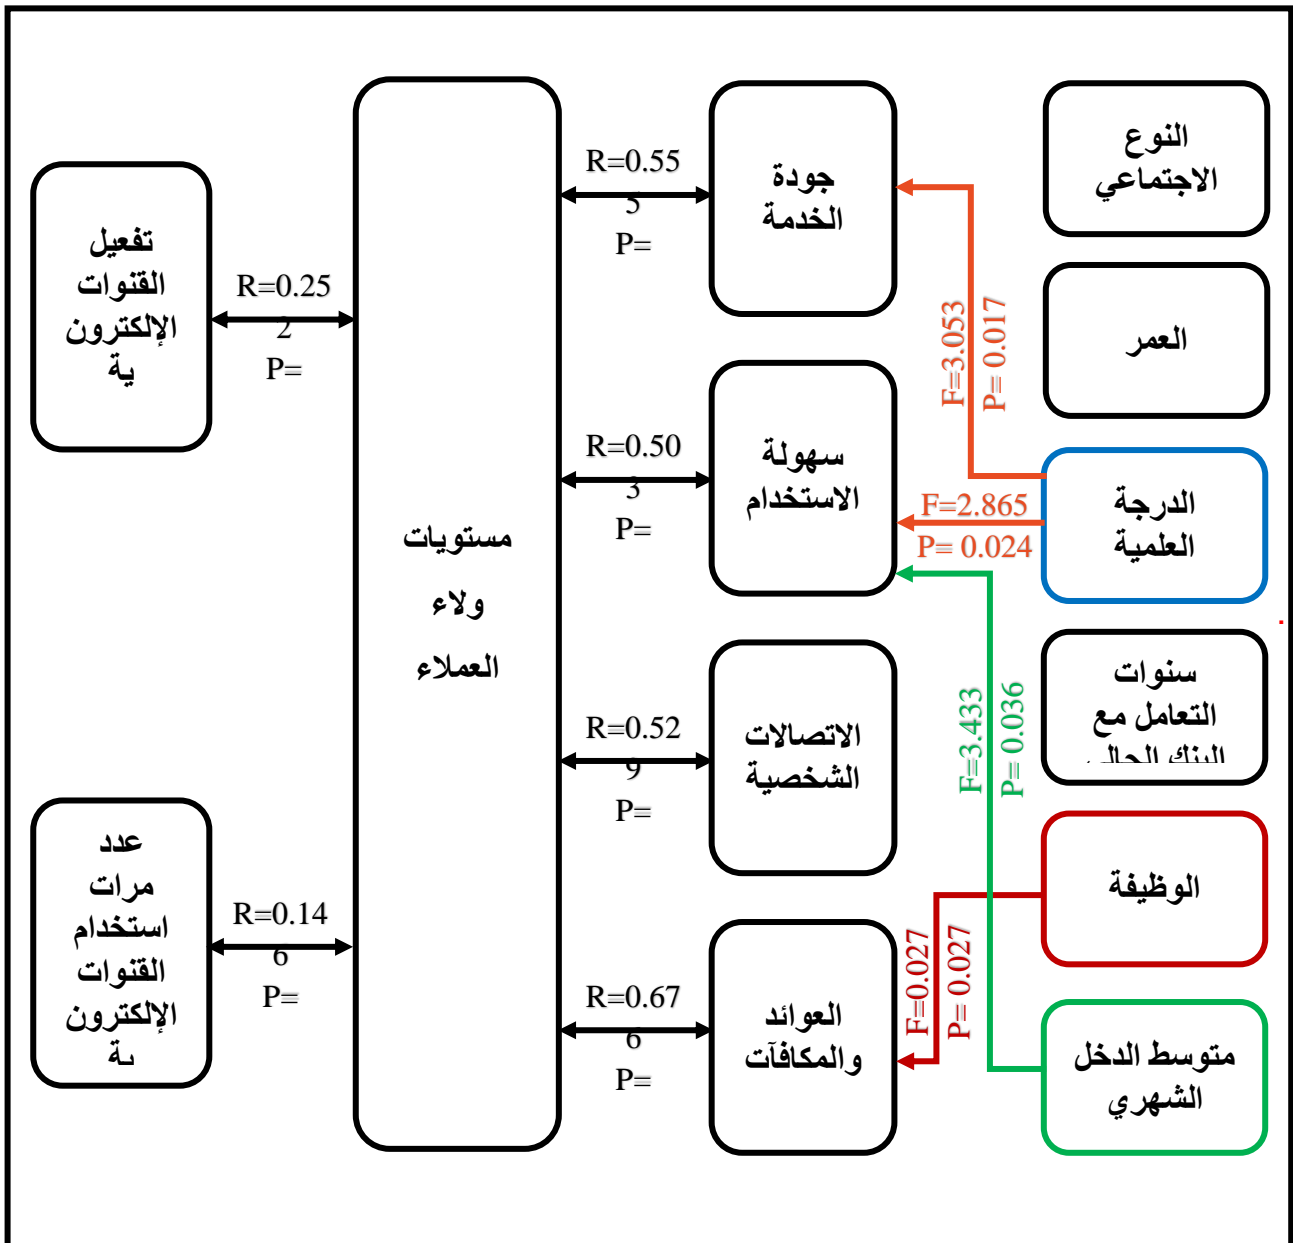 النوع
الاجتماعي
العمر
الدرجة
العلمية
سنوات
التعامل مع
البنك الحالي
الوظيفة
متوسط الدخل
الشهري
F=3.053
P= 0.017
F=2.865
P= 0.024
F=3.433
P= 0.036
F=0.027
P= 0.027
جودة
الخدمة
سهولة
الاستخدام
الاتصالات
الشخصية
العوائد
والمكافآت
R=0.55
5
P=
R=0.50
3
P=
R=0.52
9
P=
R=0.67
6
P=
مستويات
ولاء
العملاء
R=0.25
2
P=
R=0.14
6
P=
تفعيل
القنوات
الإلكترون
ية
عدد
مرات
استخدام
القنوات
الإلكترون
ية